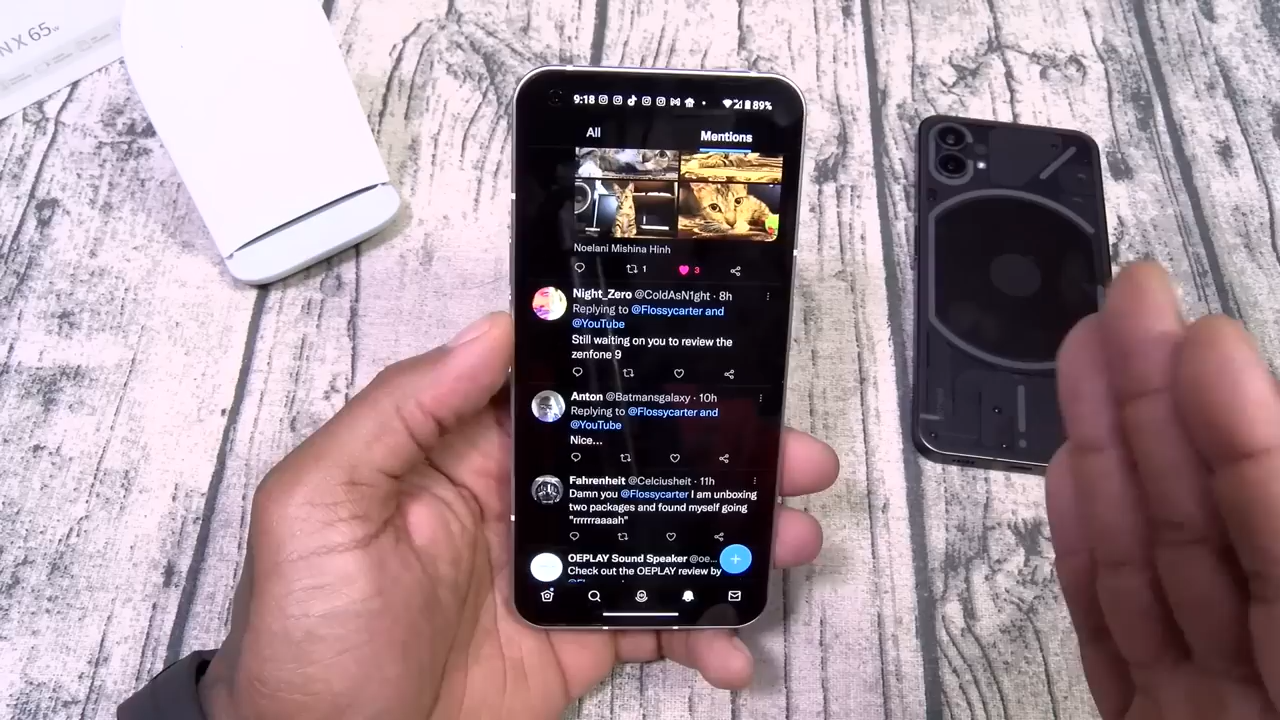 N X 65W
9:18
89%
All
Mentions
Noelani Mishina Hinh
1
3
Night_Zero @ColdAsN1ght · 8h
Replying to @Flossycarter and
@YouTube
Still waiting on you to review the
zenfone 9
Anton @Batmansgalaxy · 10h
Replying to @Flossycarter and
@YouTube
Nice...
Fahrenheit @Celciusheit · 11h
Damn you @Flossycarter I am unboxing
two packages and found myself going
"rrrrrraaaah"
OEPLAY Sound Speaker @oe...
Check out the OEPLAY review by